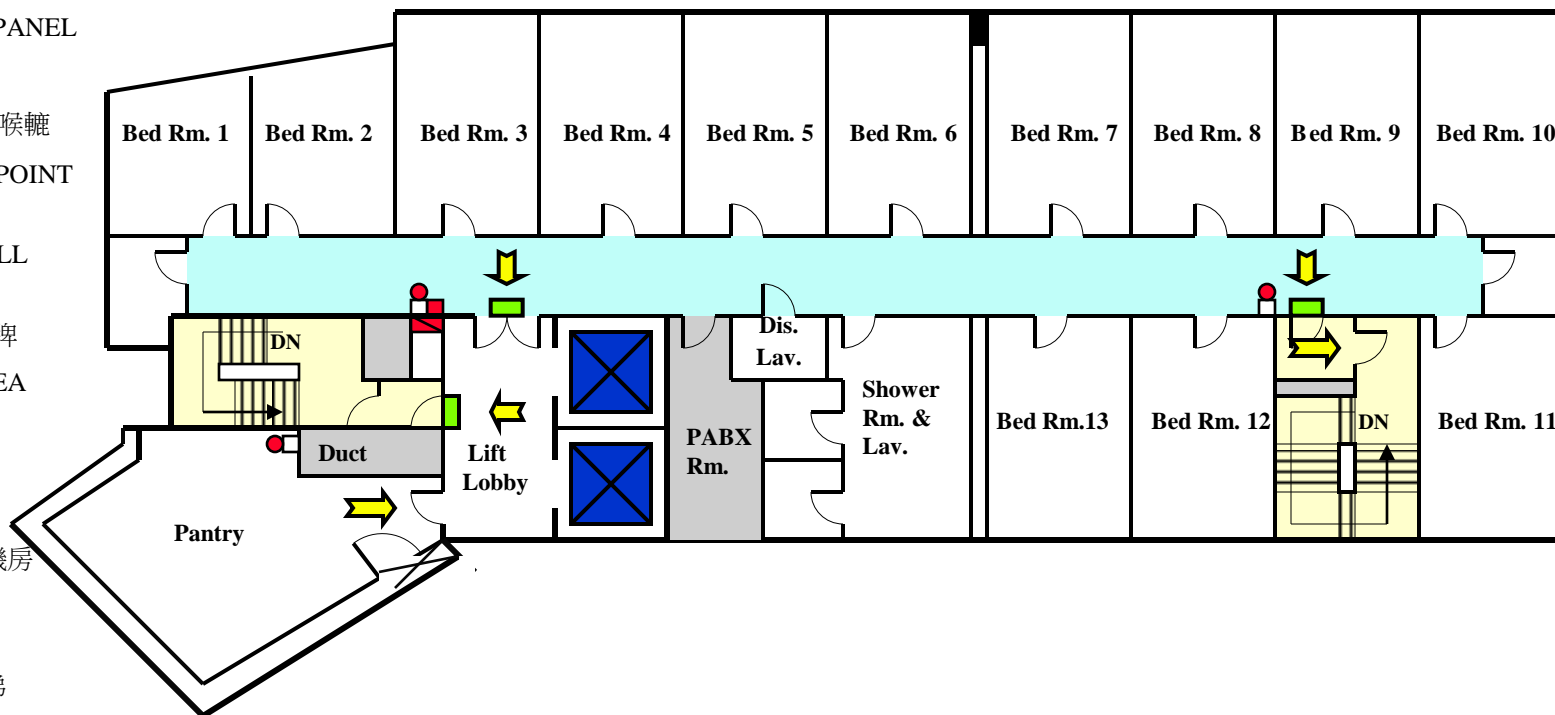 PANEL
喉轆
POINT
LL
牌
EA
機房
Bed Rm. 1
Bed Rm. 2
Bed Rm. 3
Bed Rm. 4
Bed Rm. 5
Bed Rm. 6
Bed Rm. 7
Bed Rm. 8
Bed Rm. 9
Bed Rm. 10
DN
Dis.
Lav.
Shower
Rm. &
Lav.
Bed Rm.13
Bed Rm. 12
DN
Bed Rm. 11
Duct
Lift
Lobby
PABX
Rm.
Pantry